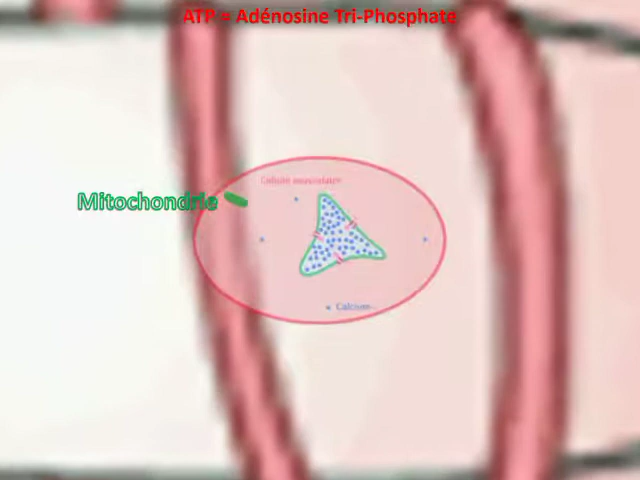 ATP = Adénosine Tri-Phosphate
Cellule musculaire
Mitochondrie
Calcium